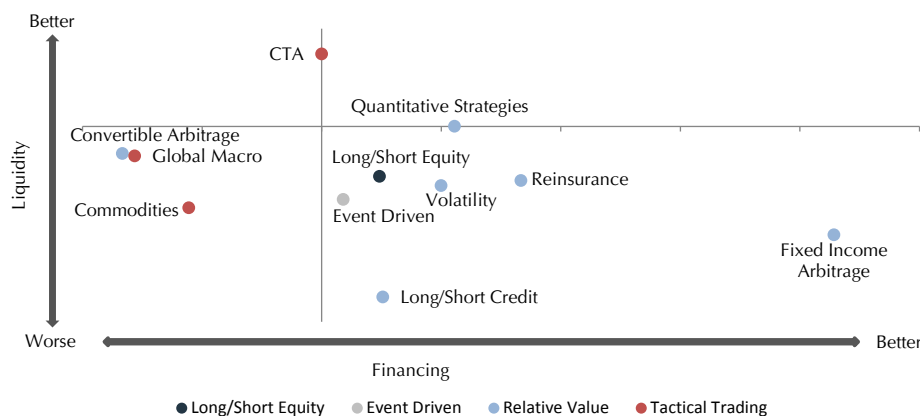 Better
CTA
Quantitative Strategies
Convertible Arbitrage
Global Macro
Long/Short Equity
Reinsurance
Volatility
Commodities
Event Driven
Liquidity
Fixed Income
Arbitrage
Long/Short Credit
Worse
Better
Financing
Long/Short Equity
Event Driven
Relative Value
Tactical Trading